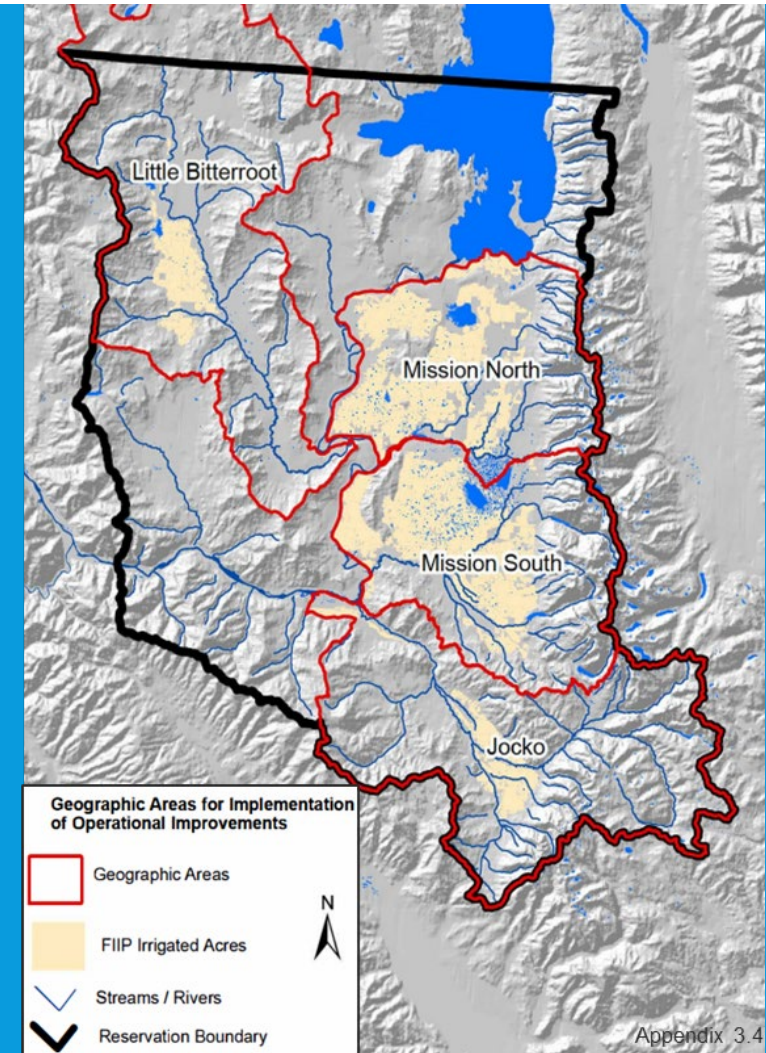 Little Bitterroot
Mission North
Mission South
Jocko
Geographic Areas for Implementation
of Operational Improvements
Geographic Areas
N
FIIP Irrigated Acres
Streams / Rivers
Reservation Boundary
Appendix 3.4